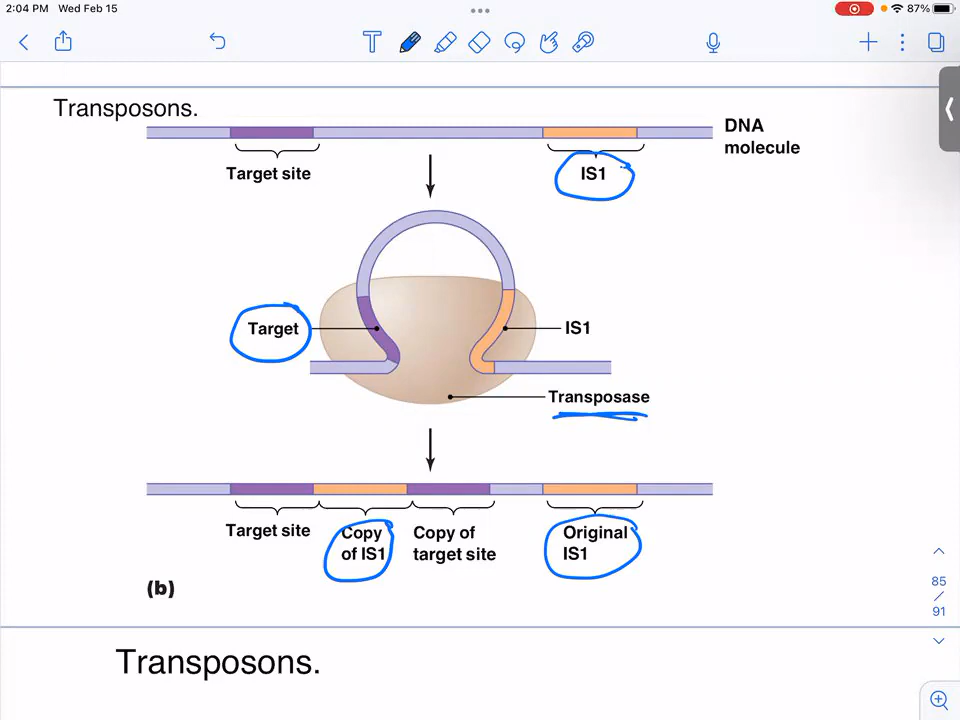 2:04 PM Wed Feb 15
87%
T
Transposons.
DNA
molecule
Target site
IS1
Target
IS1
Transposase
Target site
Copy
of IS1
Copy of
target site
Original
IS1
(b)
85
/
91
Transposons.